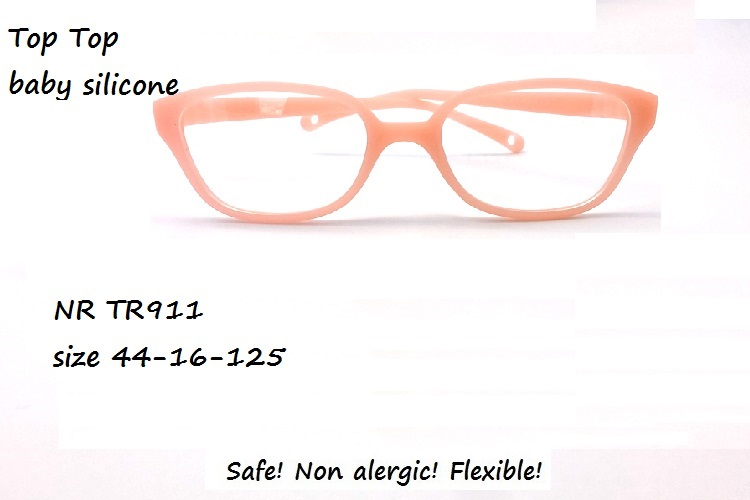 Top Top
baby silicone
NR TR911
size 44-16-125
Safe! Non alergic! Flexible!